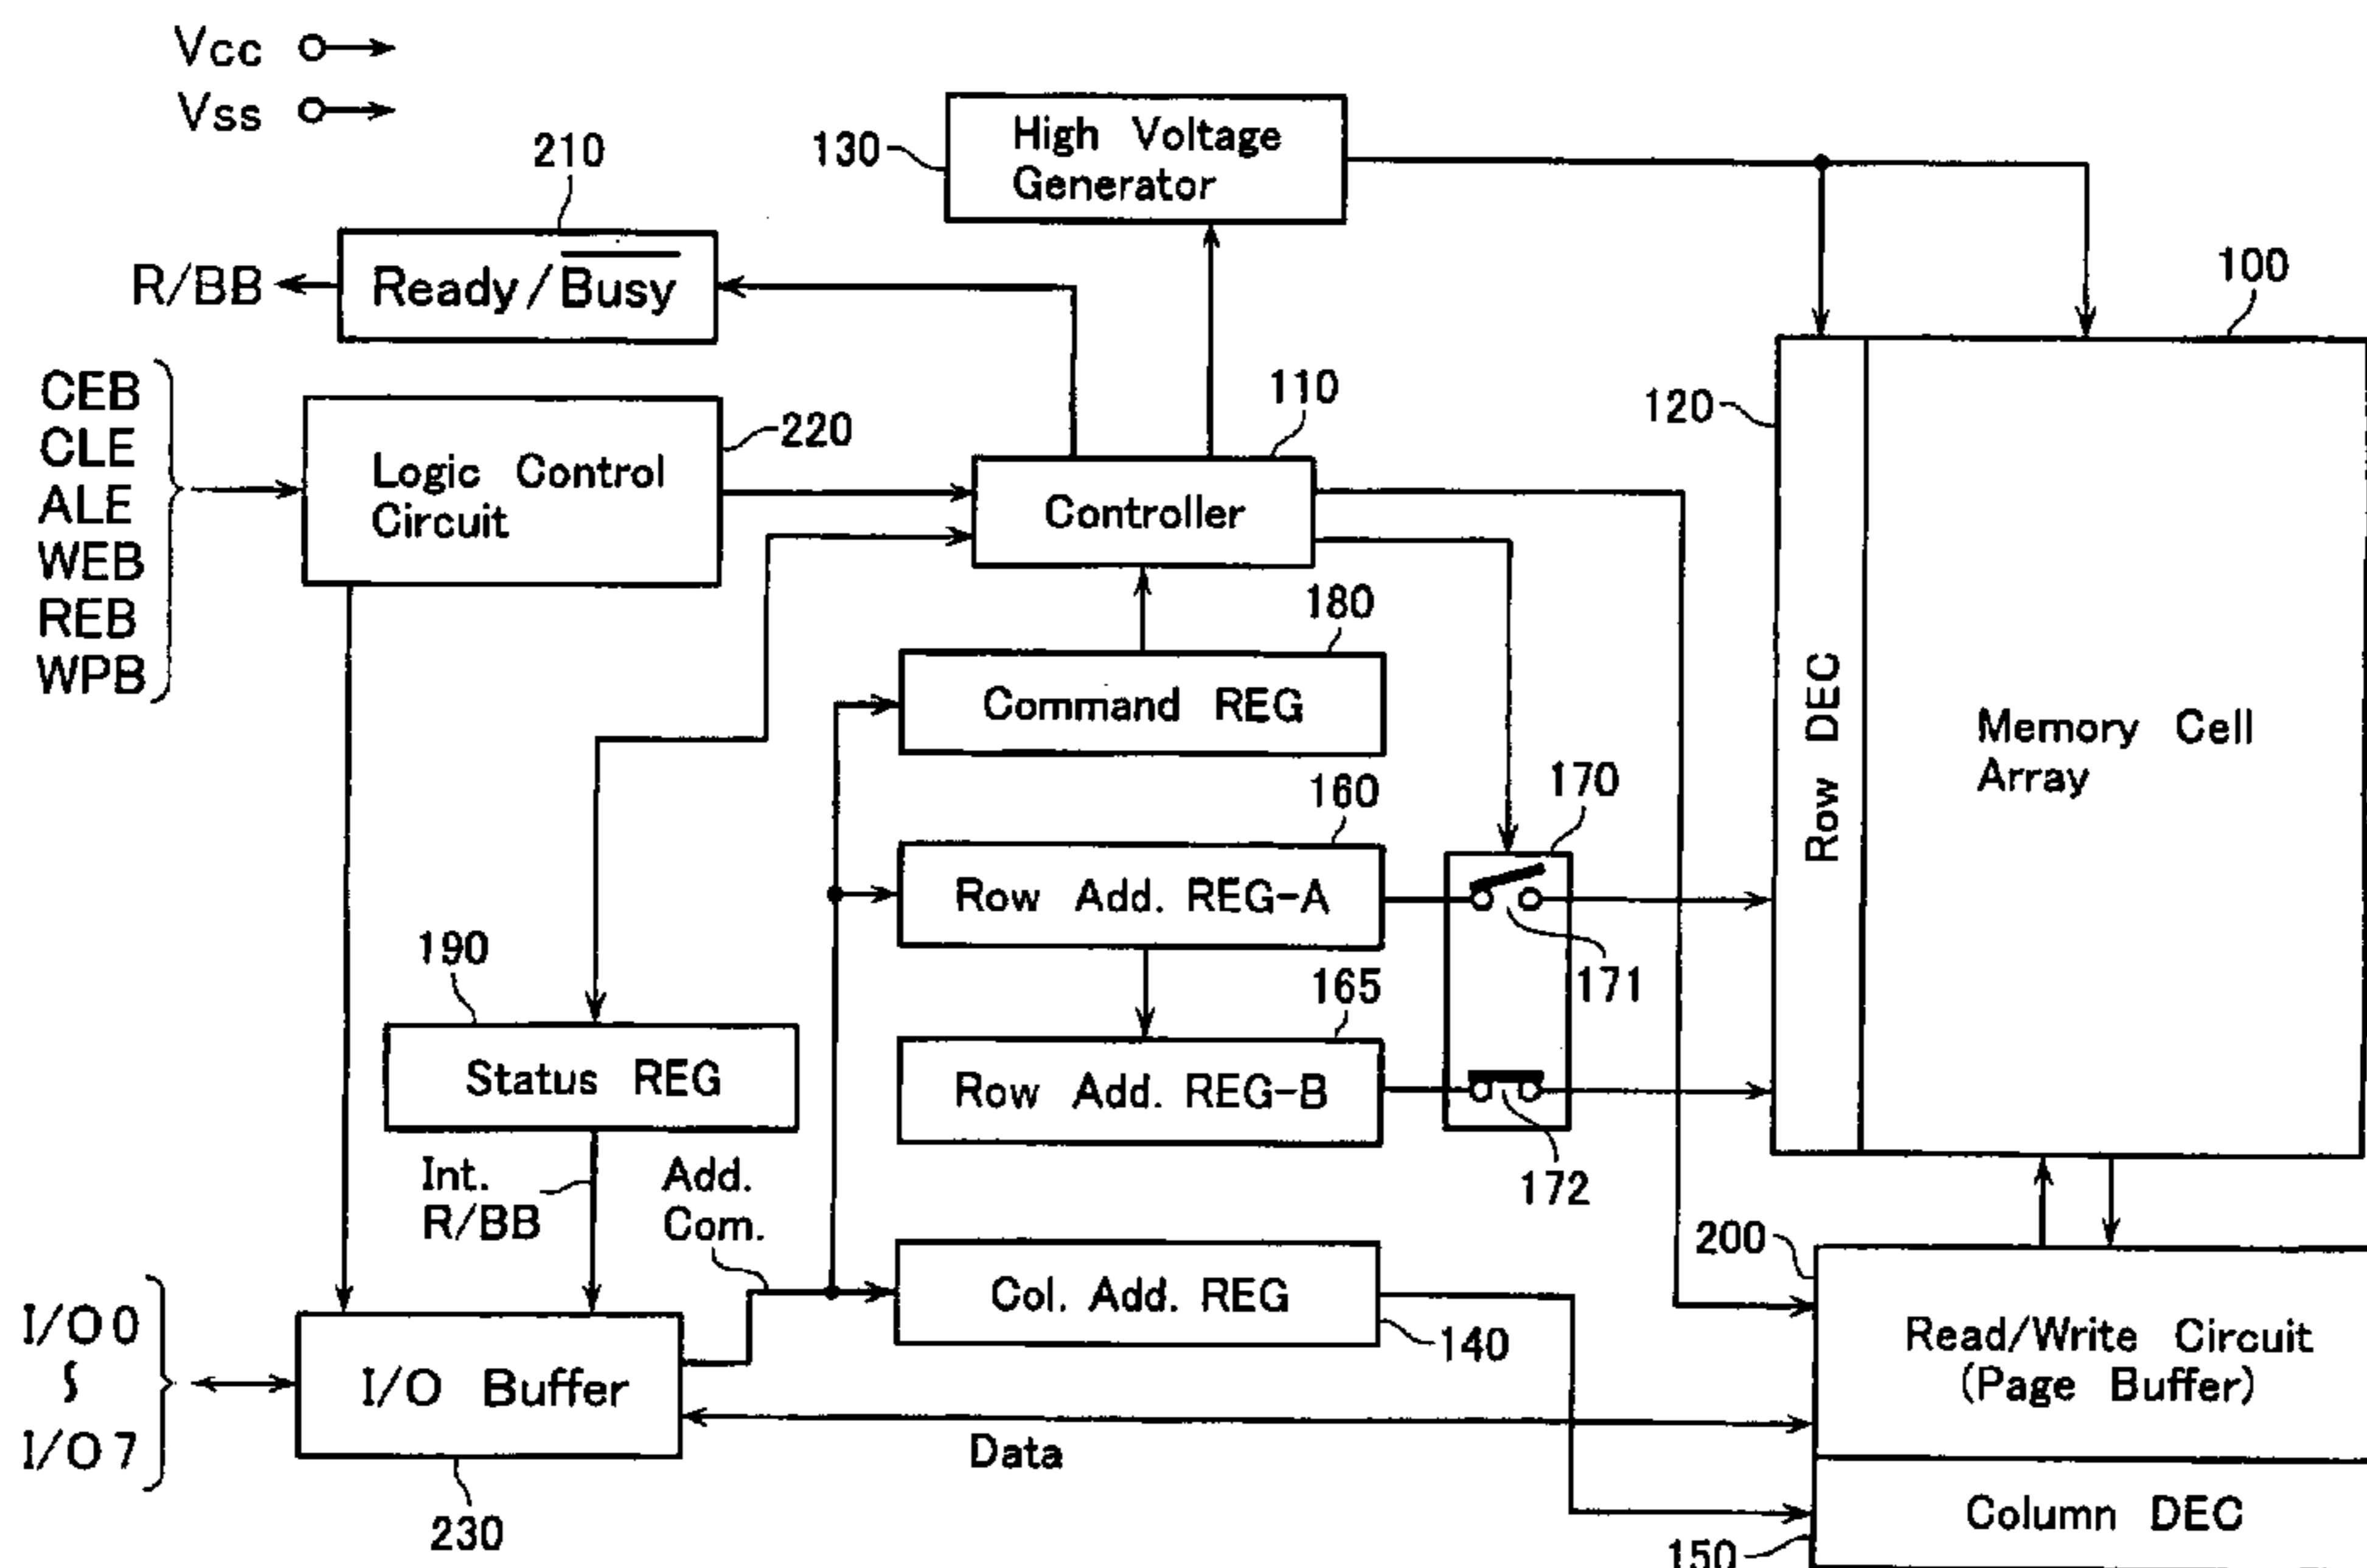 Vcc
Vss
210
130
High Voltage
Generator
R/BB
Ready/Busy
100
CEB
CLE
ALE
WEB
REB
WPB
Logic Control
Circuit
220
110
Controller
120
180
Command REG
Row DEC
Memory Cell
Array
160
170
Row Add. REG-A
171
190
165
Status REG
Row Add. REG-B
172
Int.
R/BB
Add.
Com.
200
I/O 0
I/O 7
I/O Buffer
230
Col. Add. REG
140
Data
Read/Write Circuit
(Page Buffer)
Column DEC
150